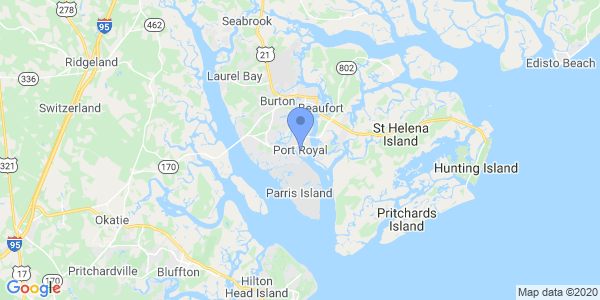 Seabrook
95
462
Ridgeland
21
336
Laurel Bay
802
Edisto Beach
Switzerland
Burton
Beaufort
St Helena
Island
321
170
Port Royal
Hunting Island
Parris Island
Pritchards
Island
Okatie
95
17
170
Pritchardville
Bluffton
Hilton
Head Island
Google
Map data ©2020